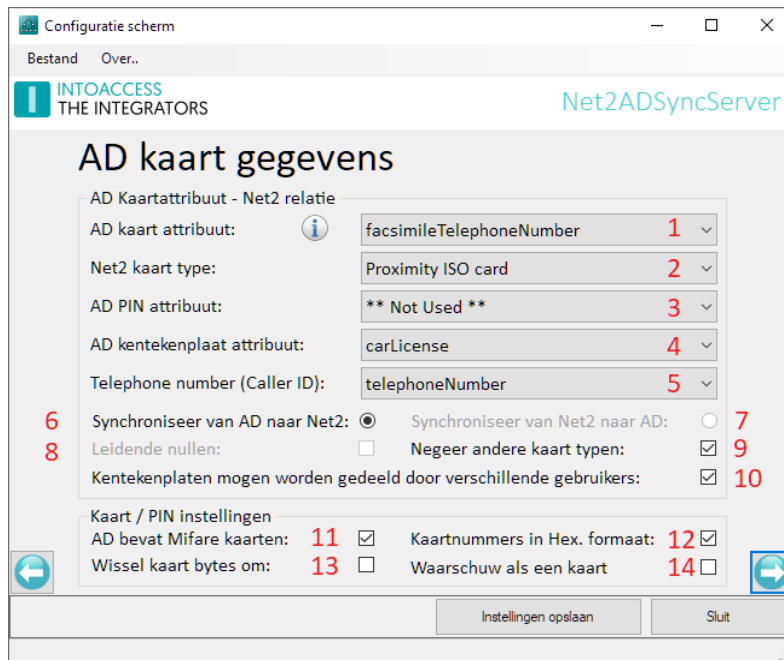 Configuratie scherm
Bestand Over..
INTOACCESS
THE INTEGRATORS
Net2ADSyncServer
AD kaart gegevens
AD Kaartattribuut - Net2 relatie
AD kaart attribuut: i facsimileTelephoneNumber 1
Net2 kaart type: Proximity ISO card 2
AD PIN attribuut: ** Not Used ** 3
AD kentekenplaat attribuut: carLicense 4
Telephone number (Caller ID): telephoneNumber 5
6 Synchroniseer van AD naar Net2: Synchroniseer van Net2 naar AD: 7
8 Leidende nullen: Negeer andere kaart typen: 9
Kentekenplaten mogen worden gedeeld door verschillende gebruikers: 10
Kaart / PIN instellingen
AD bevat Mifare kaarten: 11 Kaartnummers in Hex. formaat: 12
Wissel kaart bytes om: 13 Waarschuw als een kaart 14
Instellingen opslaan Sluit